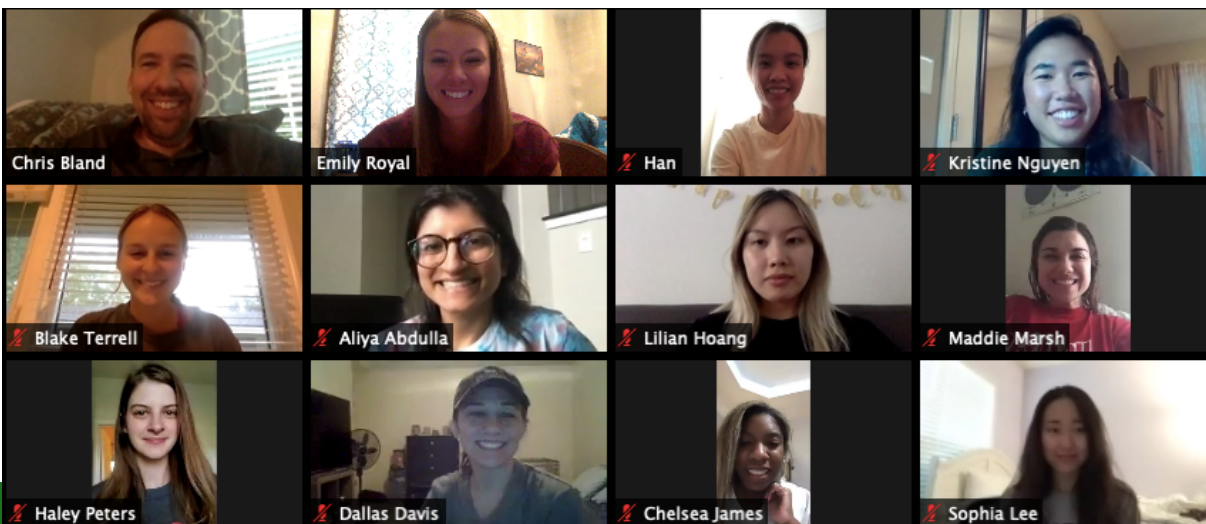 Chris Bland
Emily Royal
Han
Kristine Nguyen
Blake Terrell
Aliya Abdulla
Lilian Hoang
Maddie Marsh
Haley Peters
Dallas Davis
Chelsea James
Sophia Lee